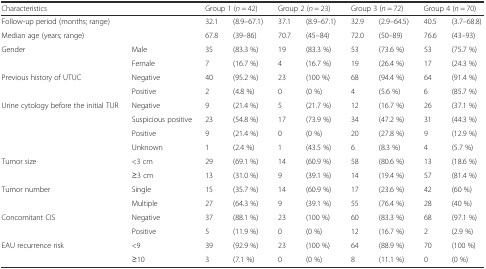 Characteristics Group 1 (n = 42) Group 2 (n = 23) Group 3 (n = 72) Group 4 (n = 70)
Follow-up period (months; range) 32.1 (8.9–67.1) 37.1 (8.9–67.1) 32.9 (2.9–64.5) 40.5 (3.7–68.8)
Median age (years; range) 67.8 (39–86) 70.7 (45–84) 72.0 (50–89) 76.6 (43–93)
Gender Male 35 (83.3 %) 19 (83.3 %) 53 (73.6 %) 53 (75.7 %)
Female 7 (16.7 %) 4 (16.7 %) 19 (26.4 %) 17 (24.3 %)
Previous history of UTUC Negative 40 (95.2 %) 23 (100 %) 68 (94.4 %) 64 (91.4 %)
Positive 2 (4.8 %) 0 (0 %) 4 (5.6 %) 6 (85.7 %)
Urine cytology before the initial TUR Negative 9 (21.4 %) 5 (21.7 %) 12 (16.7 %) 26 (37.1 %)
Suspicious positive 23 (54.8 %) 17 (73.9 %) 34 (47.2 %) 31 (44.3 %)
Positive 9 (21.4 %) 0 (0 %) 20 (27.8 %) 9 (12.9 %)
Unknown 1 (2.4 %) 1 (43.5 %) 6 (8.3 %) 4 (5.7 %)
Tumor size <3 cm 29 (69.1 %) 14 (60.9 %) 58 (80.6 %) 13 (18.6 %)
≥3 cm 13 (31.0 %) 9 (39.1 %) 14 (19.4 %) 57 (81.4 %)
Tumor number Single 15 (35.7 %) 14 (60.9 %) 17 (23.6 %) 42 (60 %)
Multiple 27 (64.3 %) 9 (39.1 %) 55 (76.4 %) 28 (40 %)
Concomitant CIS Negative 37 (88.1 %) 23 (100 %) 60 (83.3 %) 68 (97.1 %)
Positive 5 (11.9 %) 0 (0 %) 12 (16.7 %) 2 (2.9 %)
EAU recurrence risk <9 39 (92.9 %) 23 (100 %) 64 (88.9 %) 70 (100 %)
≥10 3 (7.1 %) 0 (0 %) 8 (11.1 %) 0 (0 %)